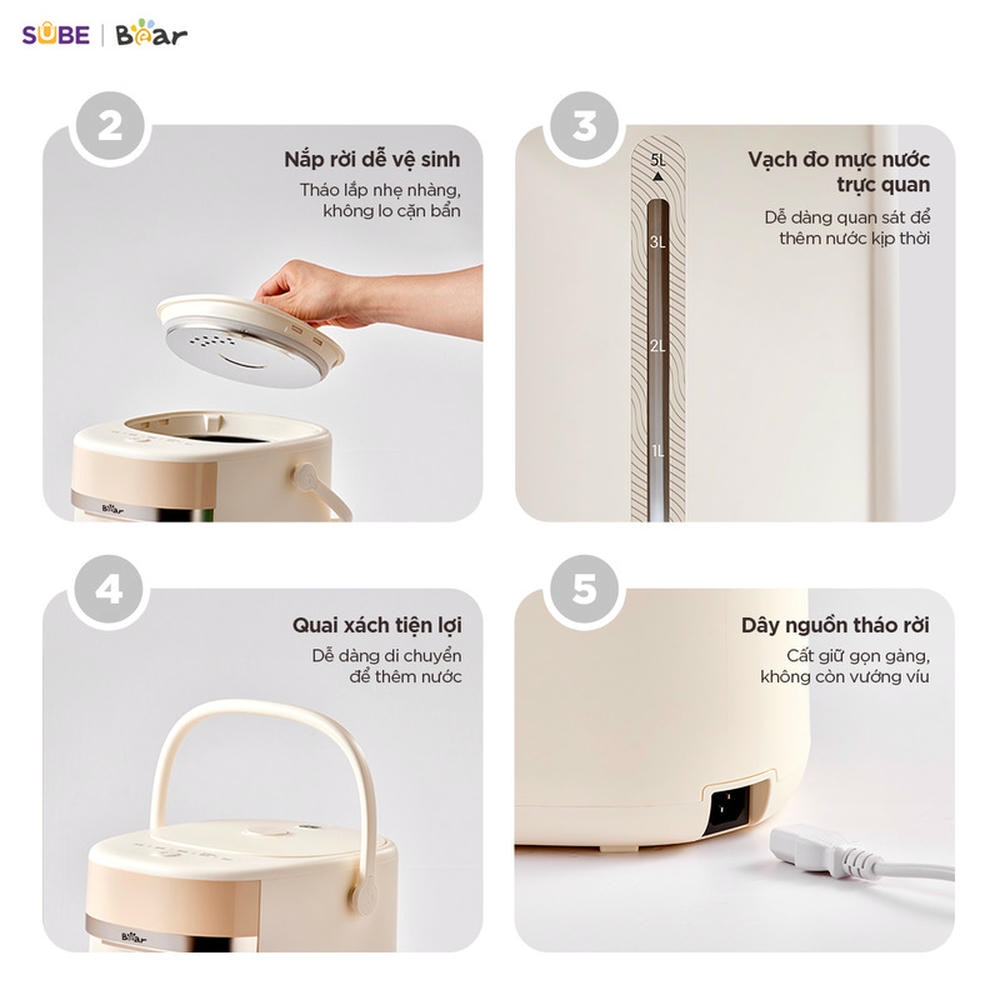 SUBE | Bear
2
Nắp rời dễ vệ sinh
Tháo lắp nhẹ nhàng,
không lo cặn bẩn
Bear
3
5L
3L
2L
1L
Vạch đo mực nước
trực quan
Dễ dàng quan sát để
thêm nước kịp thời
4
Quai xách tiện lợi
Dễ dàng di chuyển
để thêm nước
Bear
5
Dây nguồn tháo rời
Cất giữ gọn gàng,
không còn vướng víu